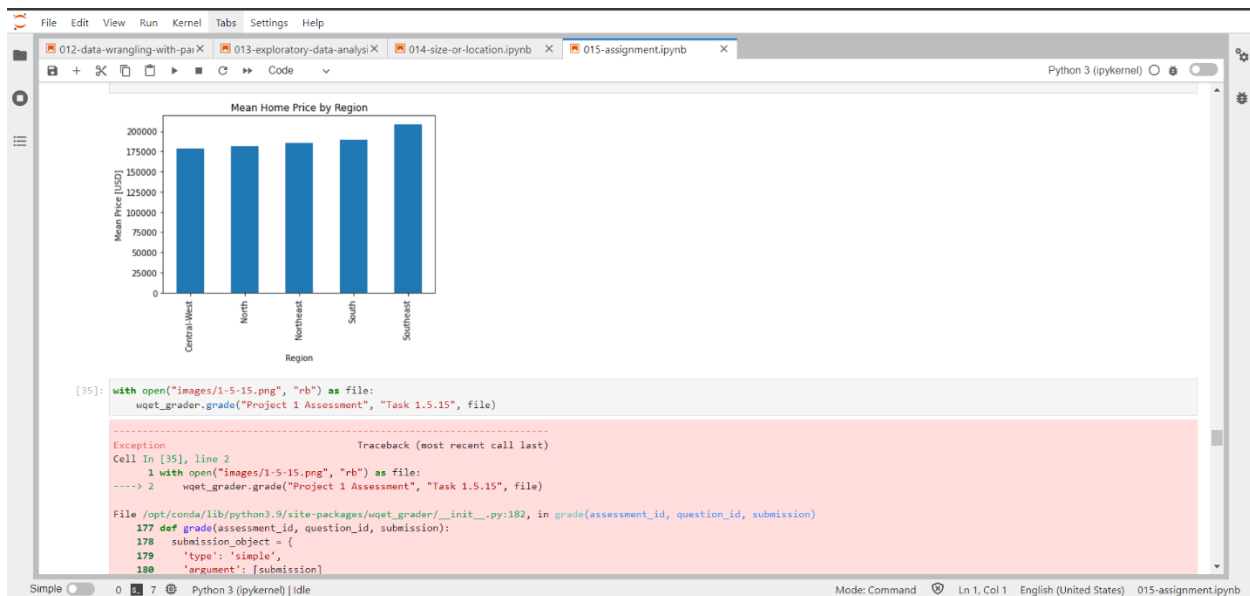 File Edit View Run Kernel Tabs Settings Help
012-data-wrangling-with-pai 013-exploratory-data-analysi 014-size-or-location.ipynb 015-assignment.ipynb
Code Python 3 (ipykernel)
Mean Home Price by Region
Mean Price [USD]
200000
175000
150000
125000
100000
75000
50000
25000
0
Central-West North Northeast South Southeast
Region
[35]: with open("images/1-5-15.png", "rb") as file:
wqet_grader.grade("Project 1 Assessment", "Task 1.5.15", file)
---------------------------------------------------------------------------
Exception Traceback (most recent call last)
Cell In [35], line 2
1 with open("images/1-5-15.png", "rb") as file:
----> 2 wqet_grader.grade("Project 1 Assessment", "Task 1.5.15", file)
File /opt/conda/lib/python3.9/site-packages/wqet_grader/__init__.py:182, in grade(assessment_id, question_id, submission)
177 def grade(assessment_id, question_id, submission):
178 submission_object = {
179 'type': 'simple',
180 'argument': [submission]
Simple 0 7 Python 3 (ipykernel) | Idle Mode: Command Ln 1, Col 1 English (United States) 015-assignment.ipynb